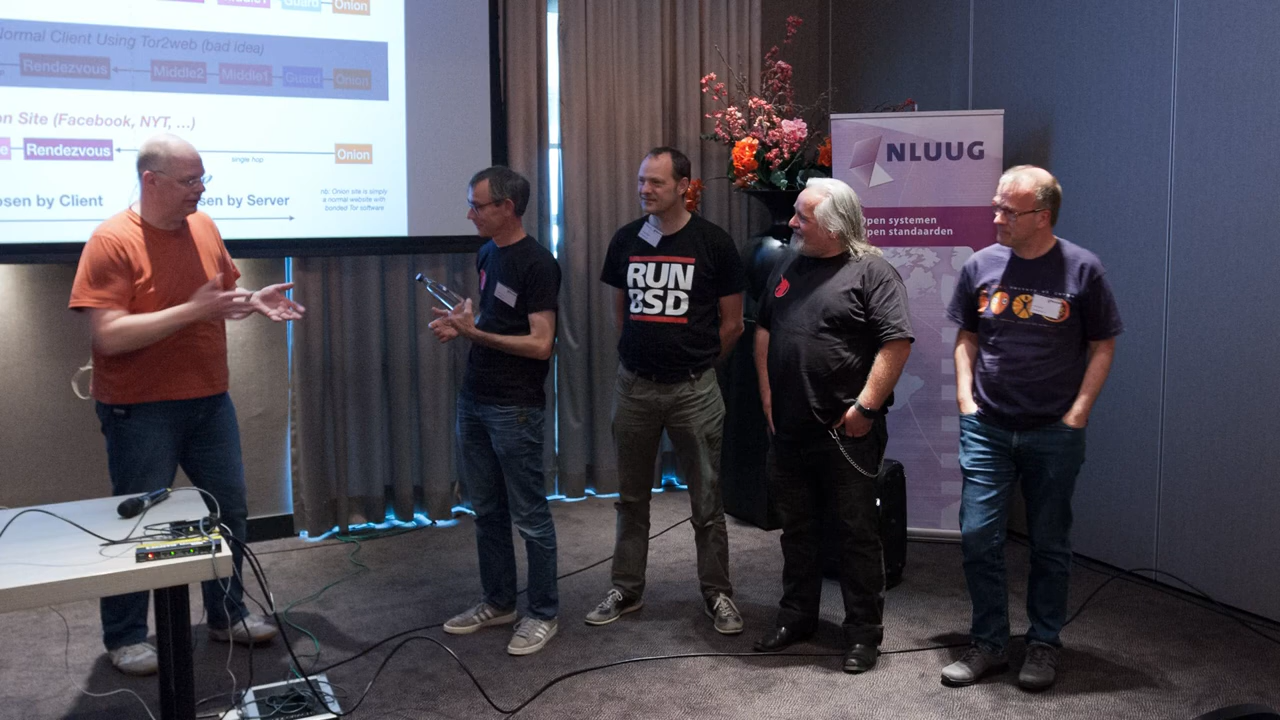 Middle1
Guard
Onion
Normal Client Using Tor2web (bad idea)
Rendezvous
Middle2
Middle1
Guard
Onion
on Site (Facebook, NYT, …)
Rendezvous
single hop
Onion
osen by Client
sen by Server
nb: Onion site is simply
a normal website with
bonded Tor software
RUN
BSD
NLUUG
Open systemen
Open standaarden